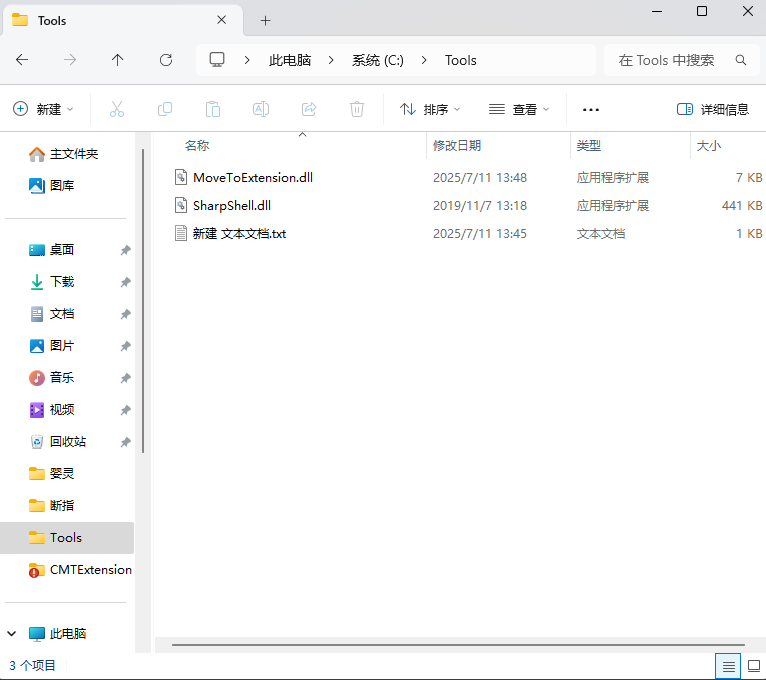 Tools
此电脑 系统 (C:) Tools
在 Tools 中搜索
新建 排序 查看 详细信息
主文件夹
图库
桌面
下载
文档
图片
音乐
视频
回收站
婴灵
断指
Tools
CMTExtension
此电脑
名称 修改日期 类型 大小
MoveToExtension.dll 2025/7/11 13:48 应用程序扩展 7 KB
SharpShell.dll 2019/11/7 13:18 应用程序扩展 441 KB
新建 文本文档.txt 2025/7/11 13:45 文本文档 1 KB
3 个项目